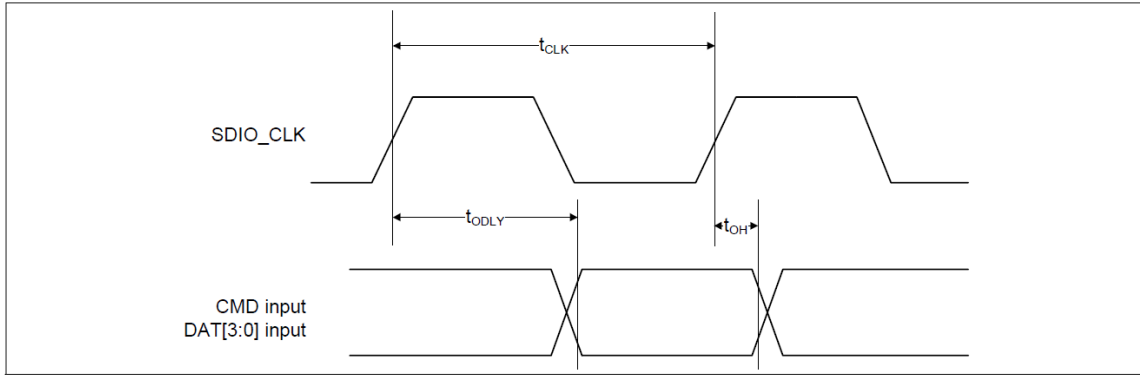 tCLK
SDIO_CLK
tODLY
tOH
CMD input
DAT[3:0] input